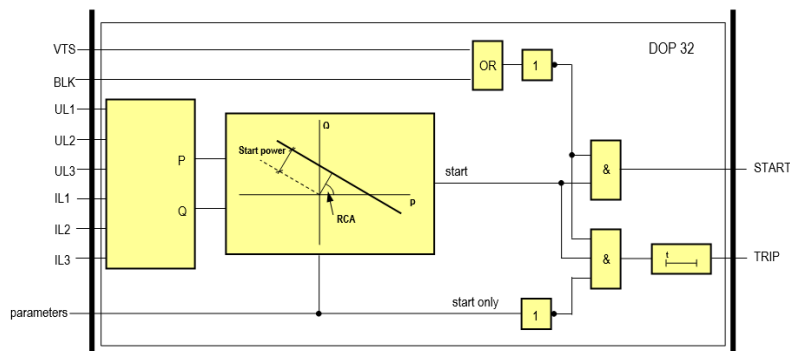 DOP 32
VTS
OR
1
BLK
UL1
UL2
UL3
IL1
IL2
IL3
P
Q
Q
Start power
P
RCA
start
&
START
&
t
TRIP
parameters
start only
1